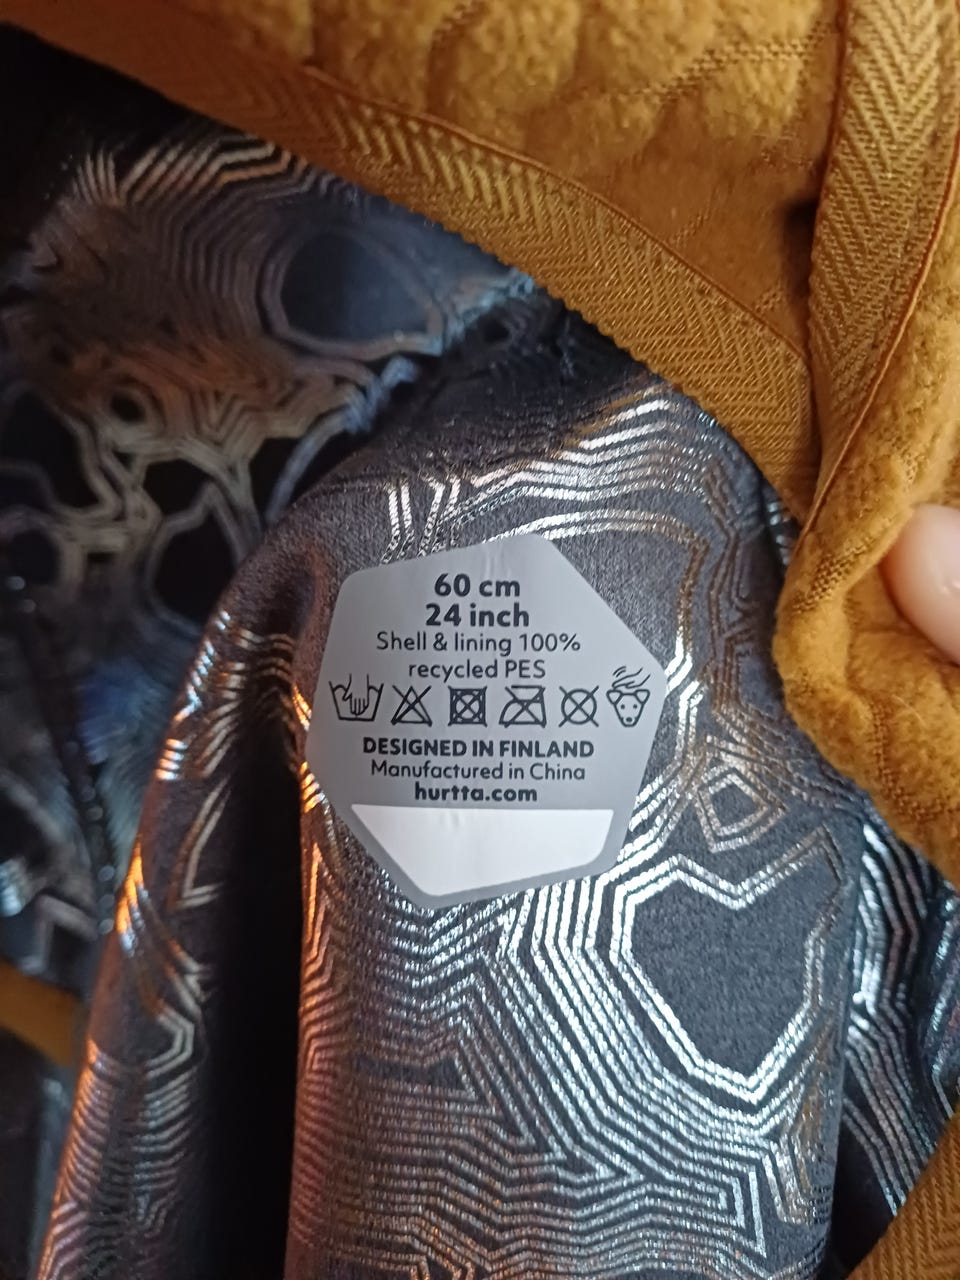 60 cm
24 inch
Shell & lining 100%
recycled PES
DESIGNED IN FINLAND
Manufactured in China
hurtta.com